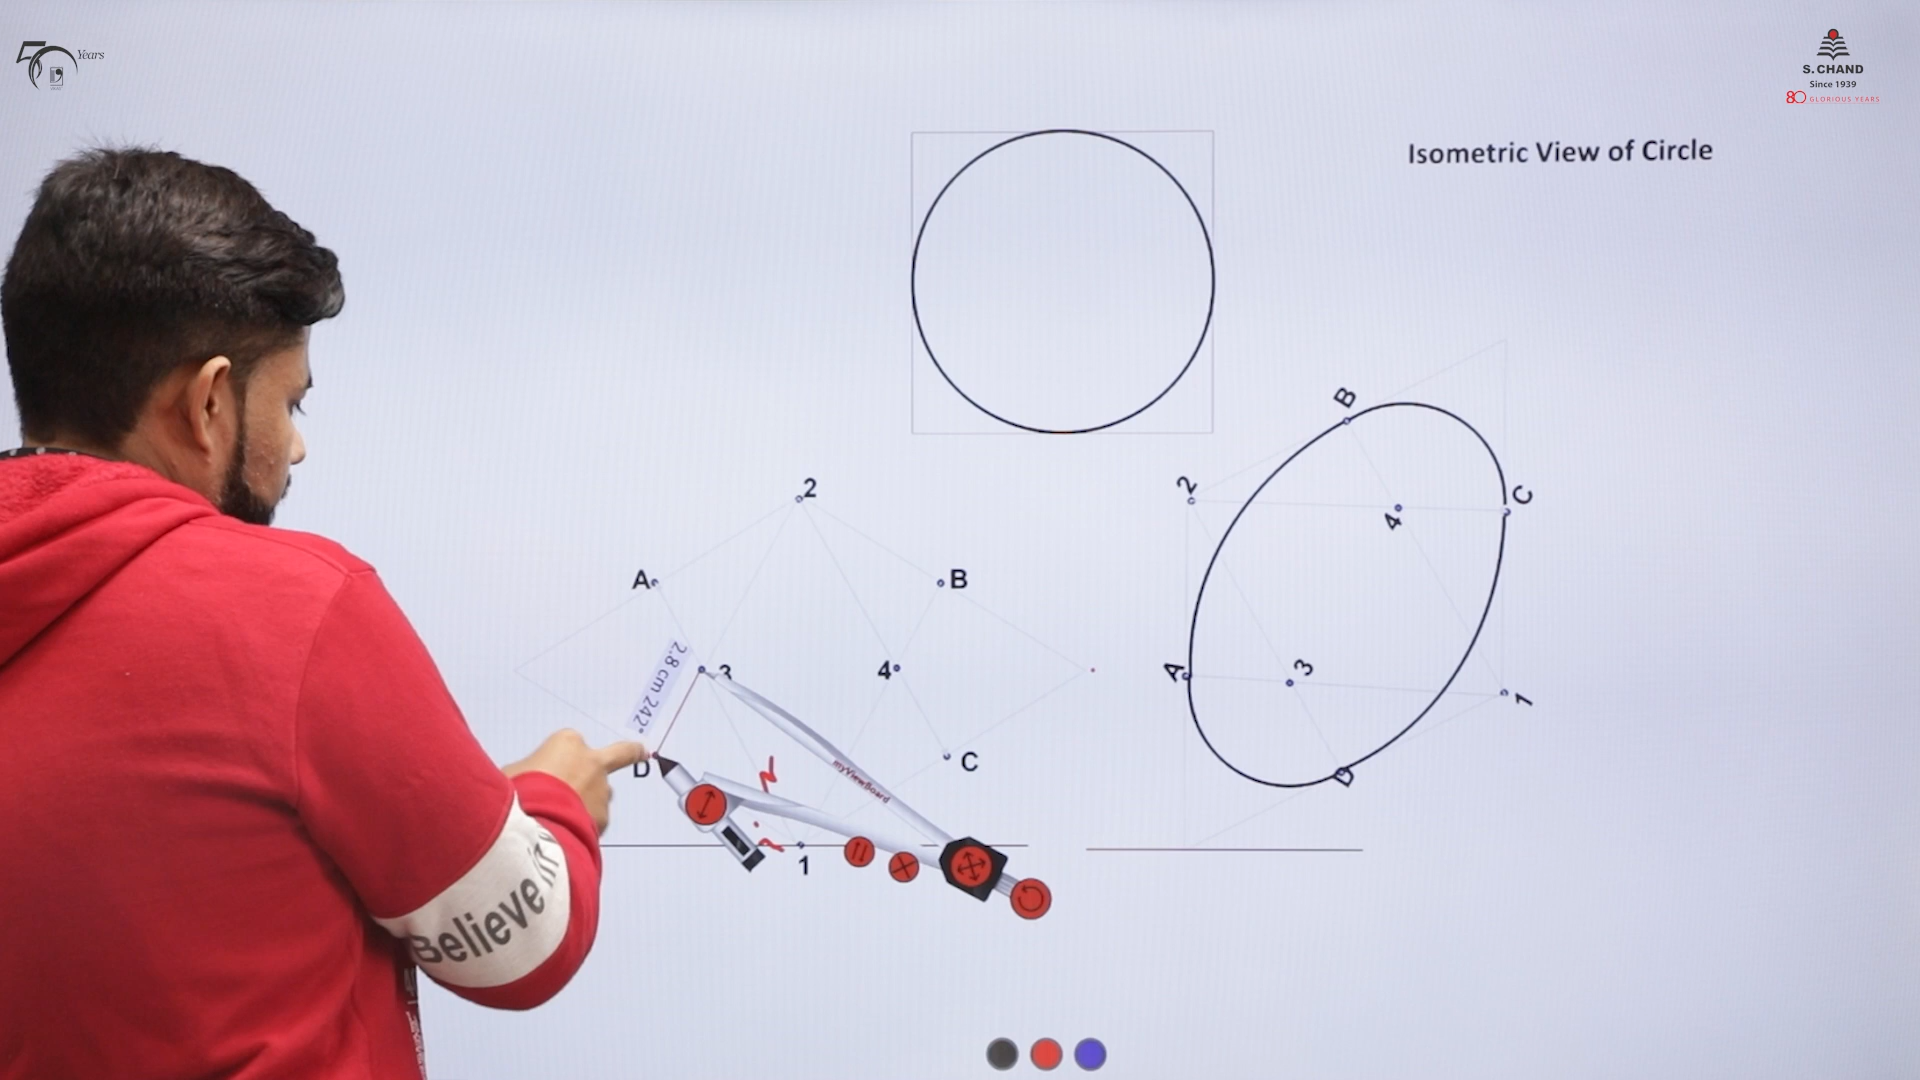 50 Years
S. CHAND
Since 1939
80 GLORIOUS YEARS
Isometric View of Circle
B
2
2
C
4
A
B
3
A
3
4
1
2.8 cm 242°
D
C
D
myViewBoard
1
Believe